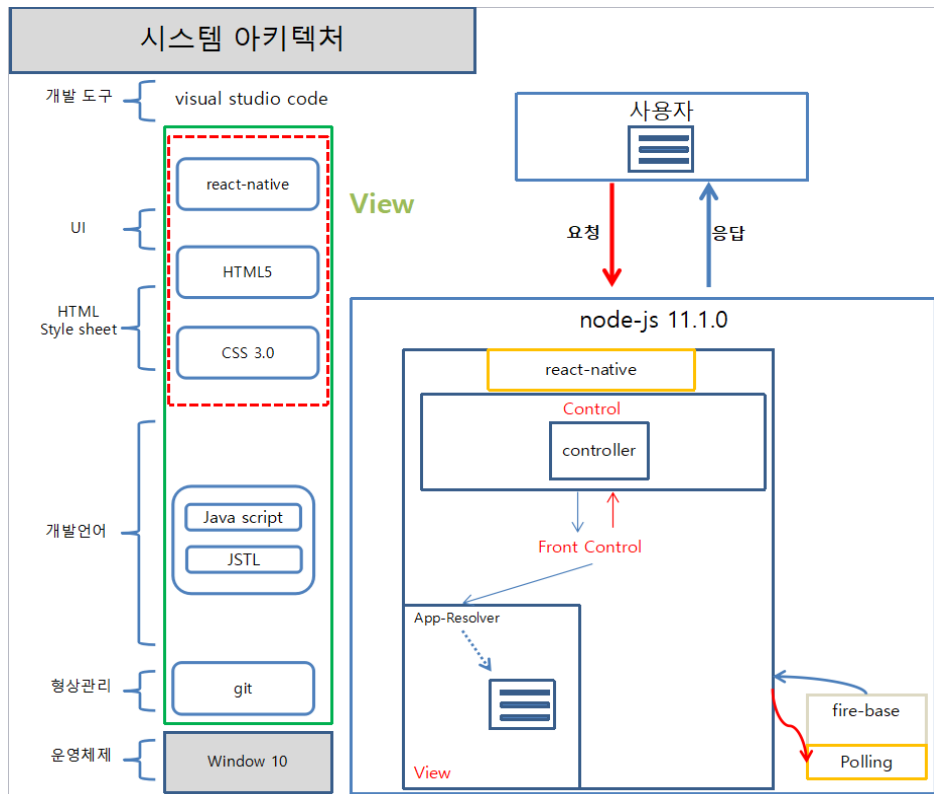 시스템 아키텍처
개발 도구
visual studio code
react-native
View
UI
HTML5
HTML
Style sheet
CSS 3.0
개발언어
Java script
JSTL
형상관리
git
운영체제
Window 10
사용자
요청
응답
node-js 11.1.0
react-native
Control
controller
Front Control
App-Resolver
View
fire-base
Polling